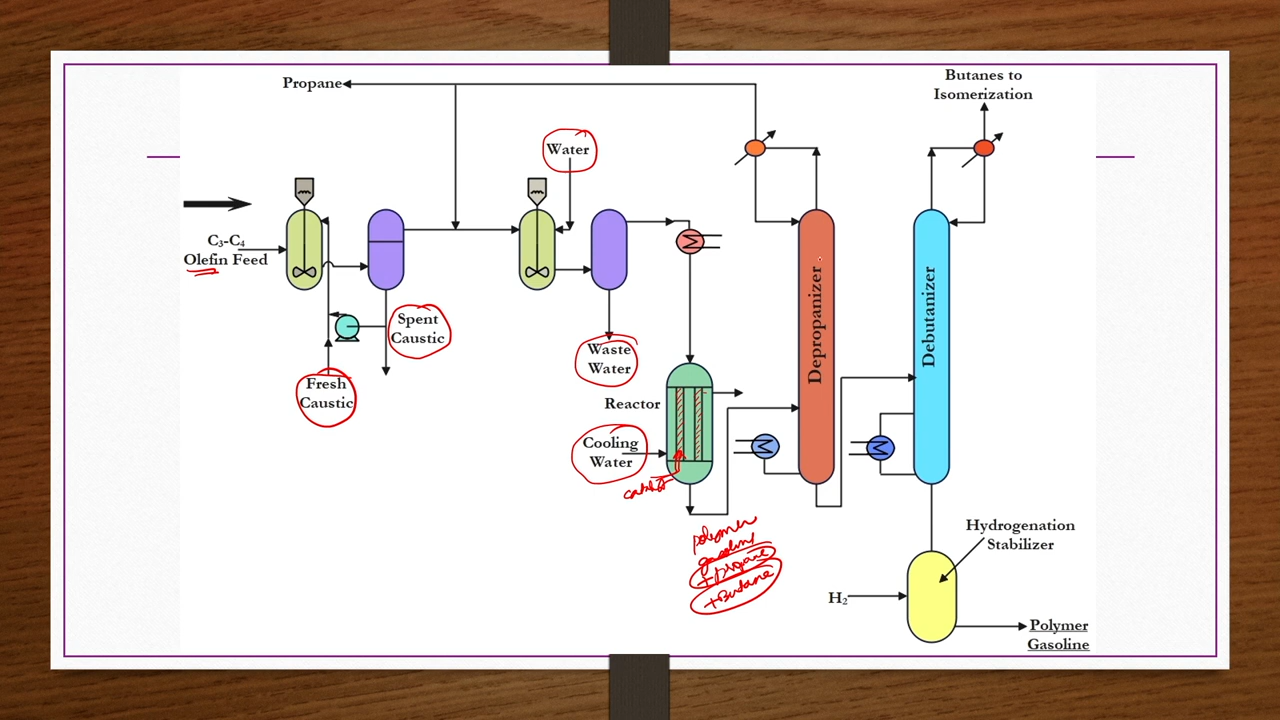 Propane
Butanes to
Isomerization
Water
C3-C4
Olefin Feed
Spent
Caustic
Fresh
Caustic
Waste
Water
Reactor
Cooling
Water
Depropanizer
Debutanizer
polymer
gasoline
+propane
+Butane
Hydrogenation
Stabilizer
H2
Polymer
Gasoline